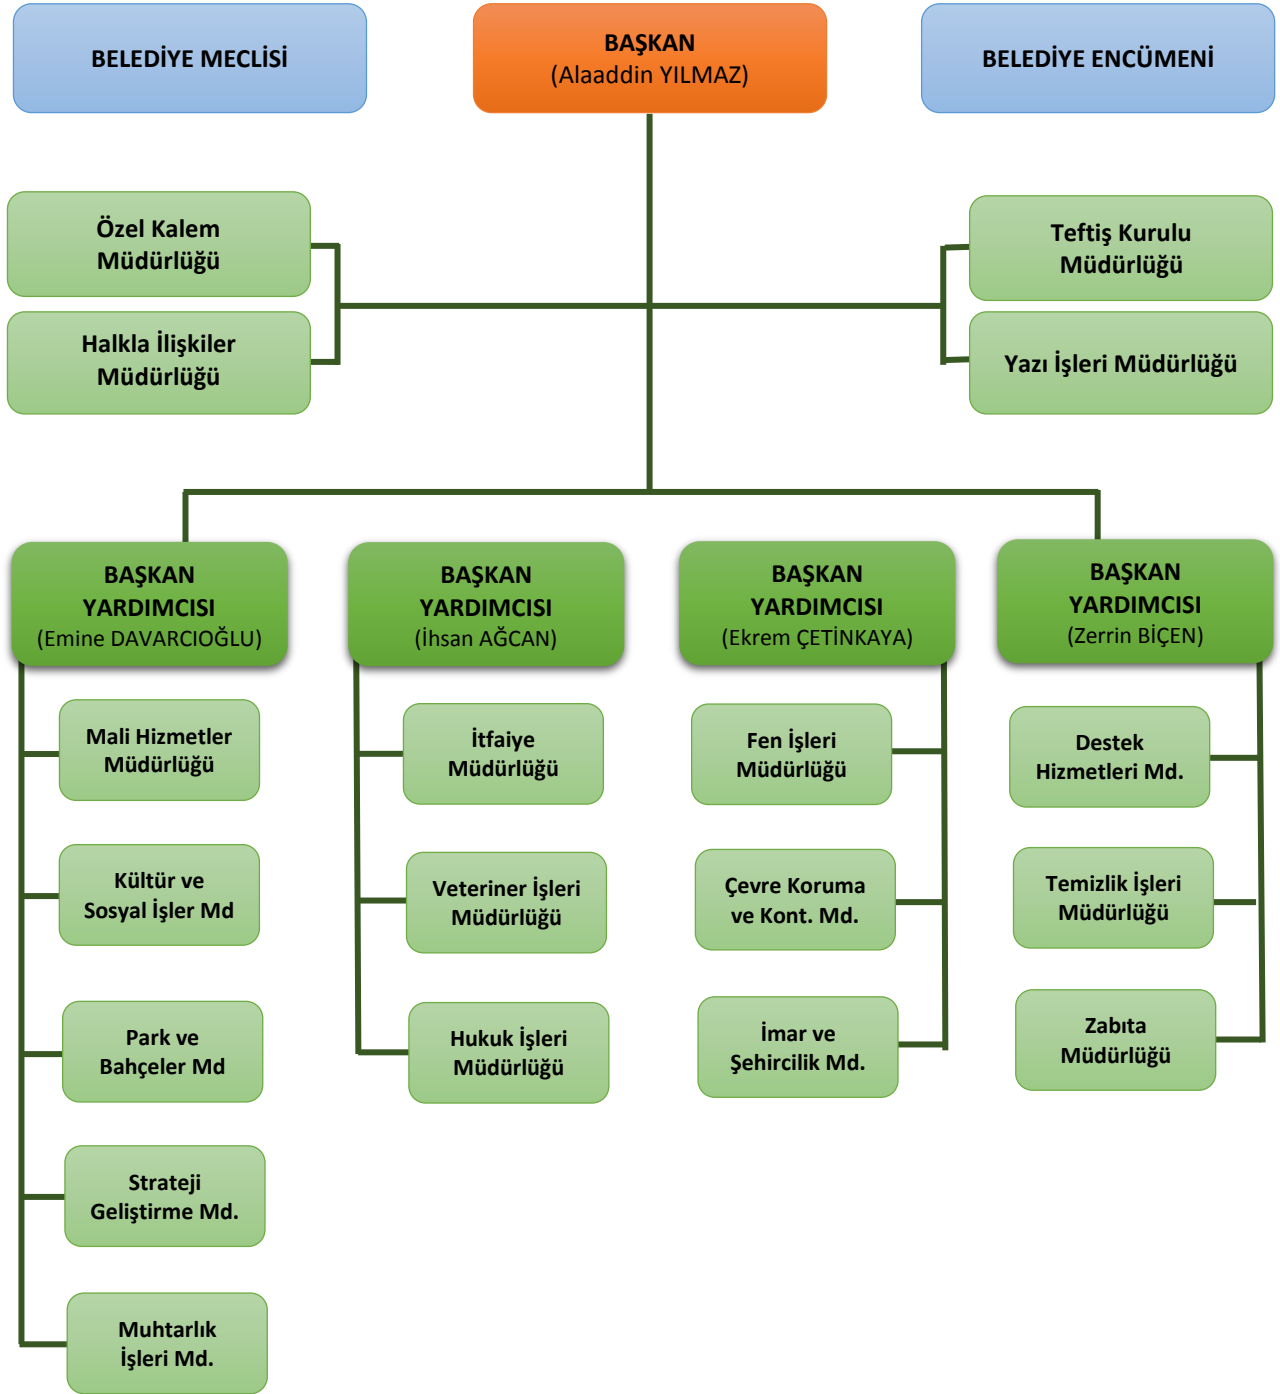 BELEDİYE MECLİSİ
BAŞKAN
(Alaaddin YILMAZ)
BELEDİYE ENCÜMENİ
Özel Kalem
Müdürlüğü
Teftiş Kurulu
Müdürlüğü
Halkla İlişkiler
Müdürlüğü
Yazı İşleri Müdürlüğü
BAŞKAN
YARDIMCISI
(Emine DAVARCIOĞLU)
BAŞKAN
YARDIMCISI
(İhsan AĞCAN)
BAŞKAN
YARDIMCISI
(Ekrem ÇETİNKAYA)
BAŞKAN
YARDIMCISI
(Zerrin BİÇEN)
Mali Hizmetler
Müdürlüğü
Kültür ve
Sosyal İşler Md
Park ve
Bahçeler Md
Strateji
Geliştirme Md.
Muhtarlık
İşleri Md.
İtfaiye
Müdürlüğü
Veteriner İşleri
Müdürlüğü
Hukuk İşleri
Müdürlüğü
Fen İşleri
Müdürlüğü
Çevre Koruma
ve Kont. Md.
İmar ve
Şehircilik Md.
Destek
Hizmetleri Md.
Temizlik İşleri
Müdürlüğü
Zabıta
Müdürlüğü